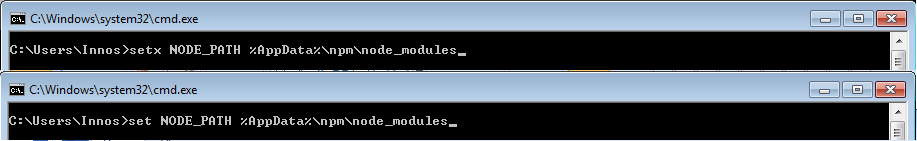 C:\Windows\system32\cmd.exe
C:\Users\Innos>setx NODE_PATH %AppData%\npm\node_modules_
C:\Windows\system32\cmd.exe
C:\Users\Innos>set NODE_PATH %AppData%\npm\node_modules_